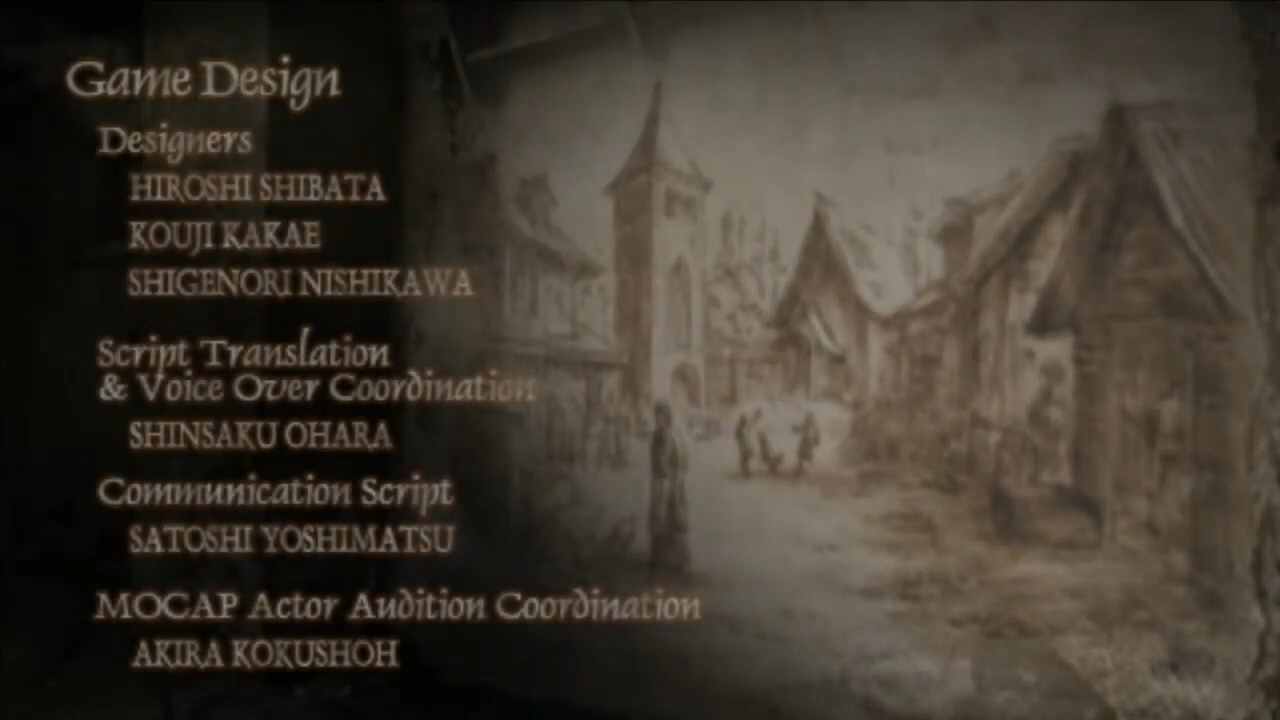 Game Design
Designers
HIROSHI SHIBATA
KOUJI KAKAE
SHIGENORI NISHIKAWA
Script Translation
& Voice Over Coordination
SHINSAKU OHARA
Communication Script
SATOSHI YOSHIMATSU
MOCAP Actor Audition Coordination
AKIRA KOKUSHOH